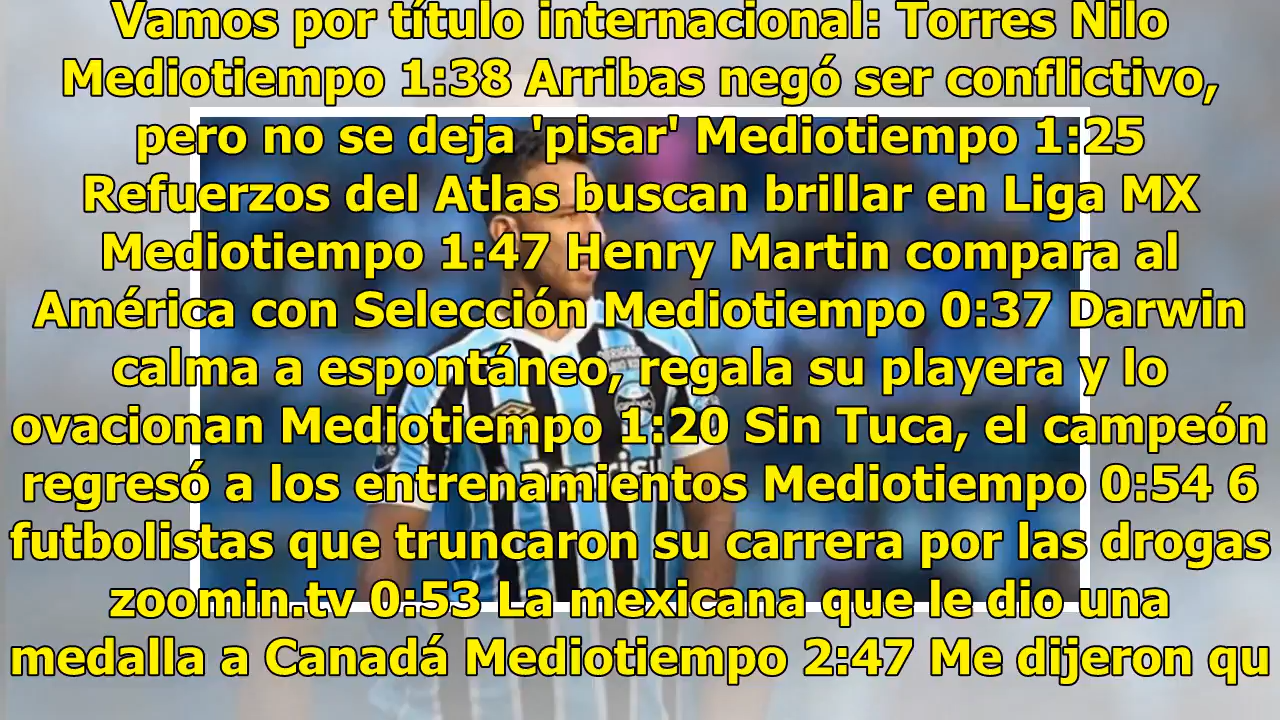 Vamos por título internacional: Torres Nilo
Mediotiempo 1:38 Arribas negó ser conflictivo,
pero no se deja 'pisar' Mediotiempo 1:25
Refuerzos del Atlas buscan brillar en Liga MX
Mediotiempo 1:47 Henry Martin compara al
América con Selección Mediotiempo 0:37 Darwin
calma a espontáneo, regala su playera y lo
ovacionan Mediotiempo 1:20 Sin Tuca, el campeón
regresó a los entrenamientos Mediotiempo 0:54 6
futbolistas que truncaron su carrera por las drogas
zoomin.tv 0:53 La mexicana que le dio una
medalla a Canadá Mediotiempo 2:47 Me dijeron qu